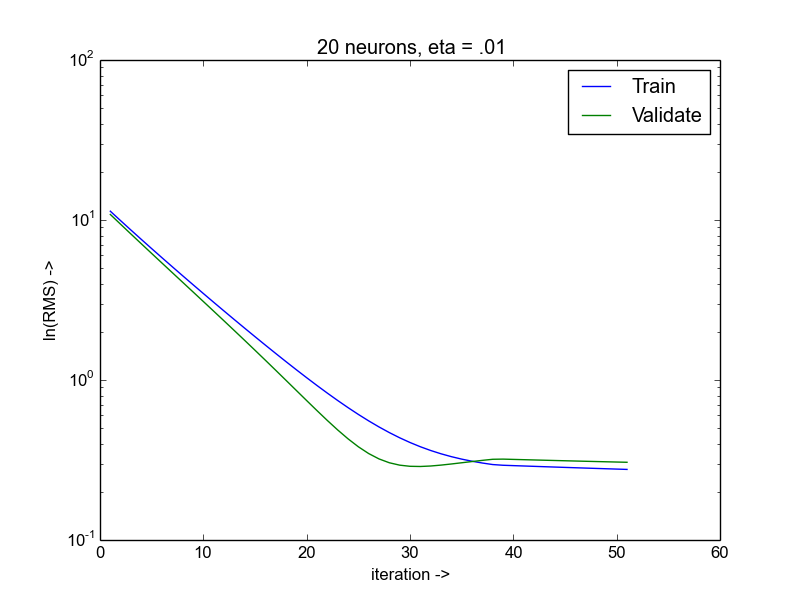 20 neurons, eta = .01
10^2
10^1
10^0
10^-1
ln(RMS) ->
Train
Validate
0 10 20 30 40 50 60
iteration ->